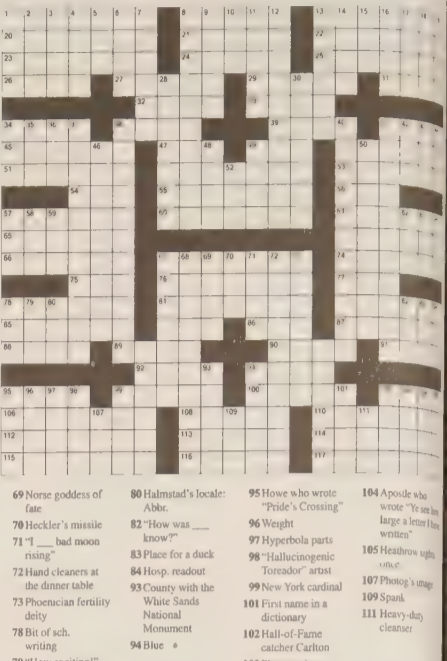 1 2 3 4 5 6 7 8 9 10 11 12 13 14 15 16
20 21 22
23 24 25
26 27 28 29 30 31
32
34 35 36 39 40
45 46 47 48 49 50
51 52 53
54 55 56
57 58 59 60 61 62
65
66 68 69 70 71 72 74
75 76 77
78 79 80 81
85 86 87
88 89 90 91
92 93
95 96 97 98 99 100 101
106 107 108 109 110 111
112 113 114
115 116 117
69 Norse goddess of
fate
70 Heckler's missile
71 "I ___ bad moon
rising"
72 Hand cleaners at
the dinner table
73 Phoenician fertility
deity
78 Bit of sch.
writing
80 Halmstad's locale:
Abbr.
82 "How was ___
know?"
83 Place for a duck
84 Hosp. readout
93 County with the
White Sands
National
Monument
94 Blue
95 Howe who wrote
"Pride's Crossing"
96 Weight
97 Hyperbola parts
98 "Hallucinogenic
Toreador" artist
99 New York cardinal
101 First name in a
dictionary
102 Hall-of-Fame
catcher Carlton
104 Apostle who
wrote "Ye see how
large a letter I have
written"
105 Heathrow sights
once
107 Photog's image
109 Spank
111 Heavy-duty
cleanser